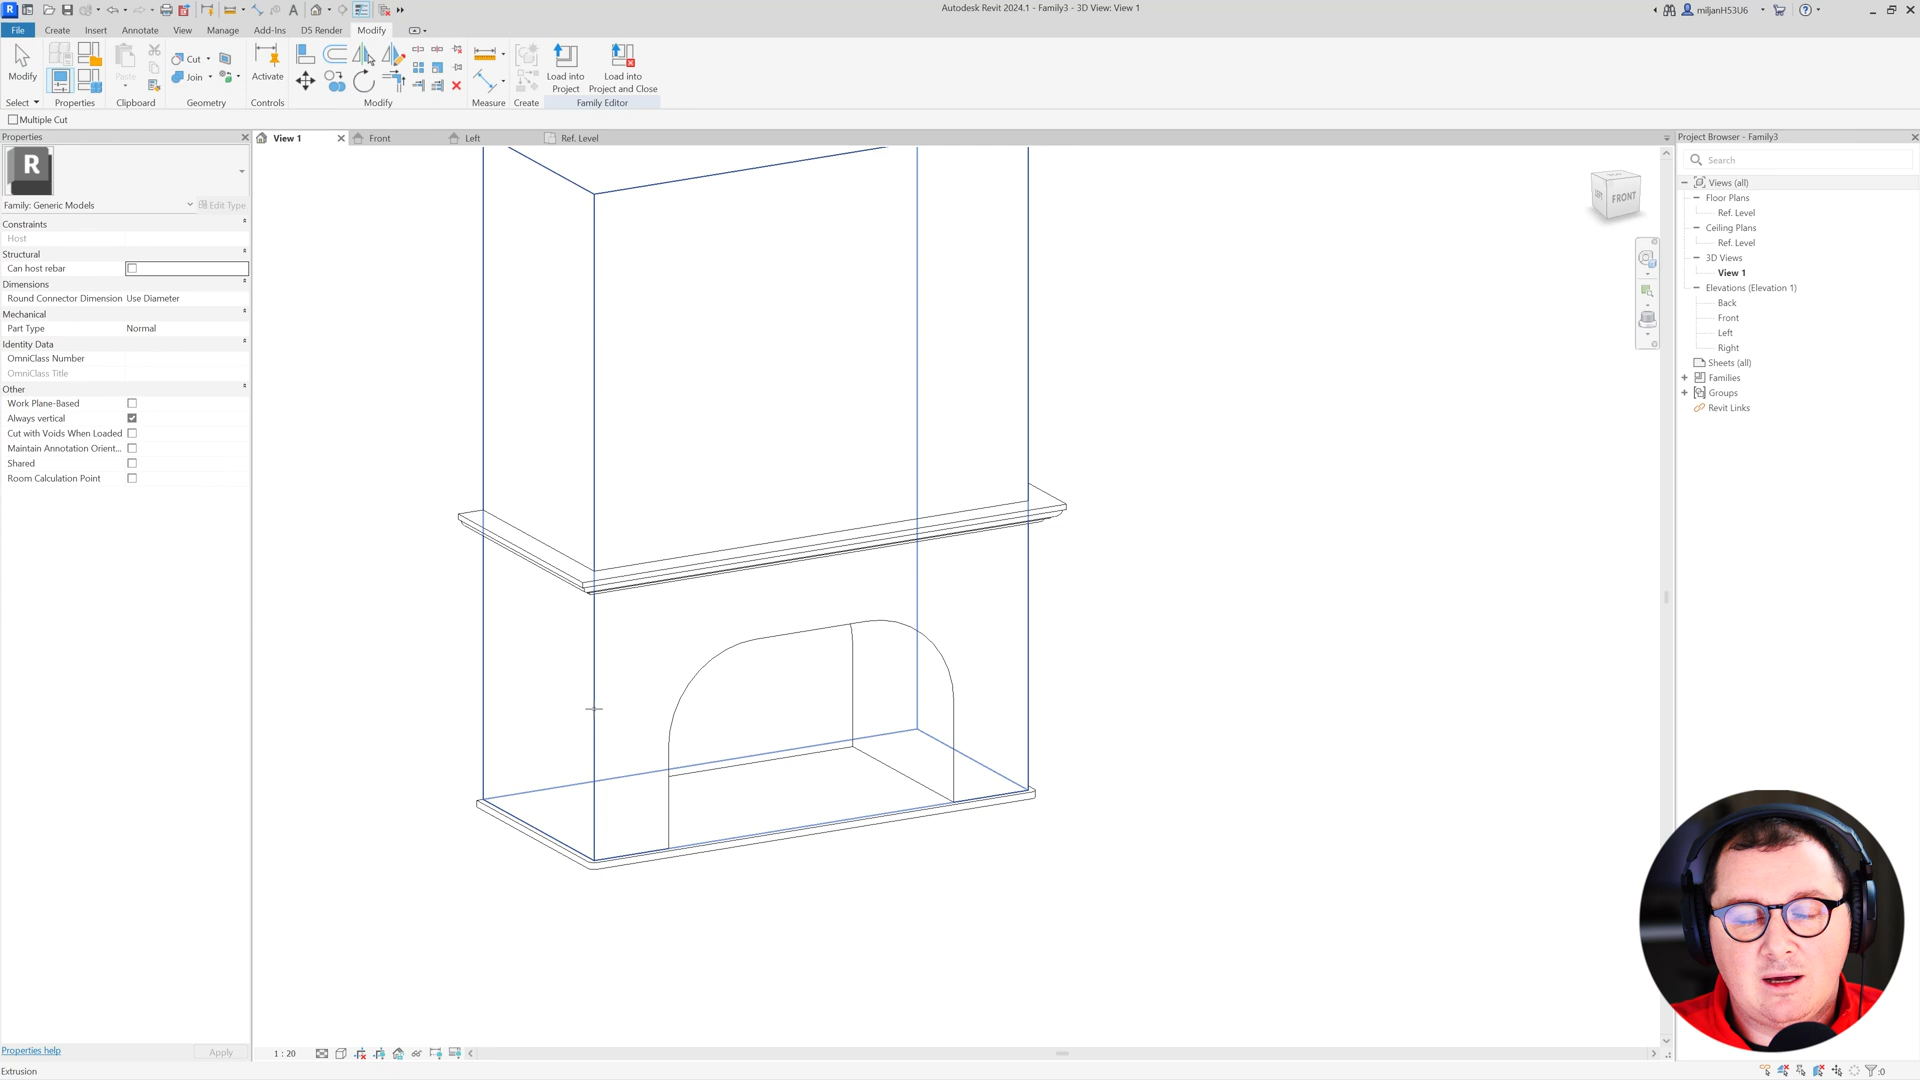 Autodesk Revit 2024.1 - Family3 - 3D View: View 1
miljanH53U6
File
Create
Insert
Annotate
View
Manage
Add-Ins
D5 Render
Modify
Modify
Paste
Cut
Join
Activate
Load into
Project
Load into
Project and Close
Select
Properties
Clipboard
Geometry
Controls
Modify
Measure
Create
Family Editor
Multiple Cut
Properties
View 1
Front
Left
Ref. Level
Project Browser - Family3
R
Family: Generic Models
Edit Type
Constraints
Host
Structural
Can host rebar
Dimensions
Round Connector Dimension
Use Diameter
Mechanical
Part Type
Normal
Identity Data
OmniClass Number
OmniClass Title
Other
Work Plane-Based
Always vertical
Cut with Voids When Loaded
Maintain Annotation Orient...
Shared
Room Calculation Point
LEFT
FRONT
Search
Views (all)
Floor Plans
Ref. Level
Ceiling Plans
Ref. Level
3D Views
View 1
Elevations (Elevation 1)
Back
Front
Left
Right
Sheets (all)
Families
Groups
Revit Links
Properties help
Apply
1 : 20
Extrusion
:0